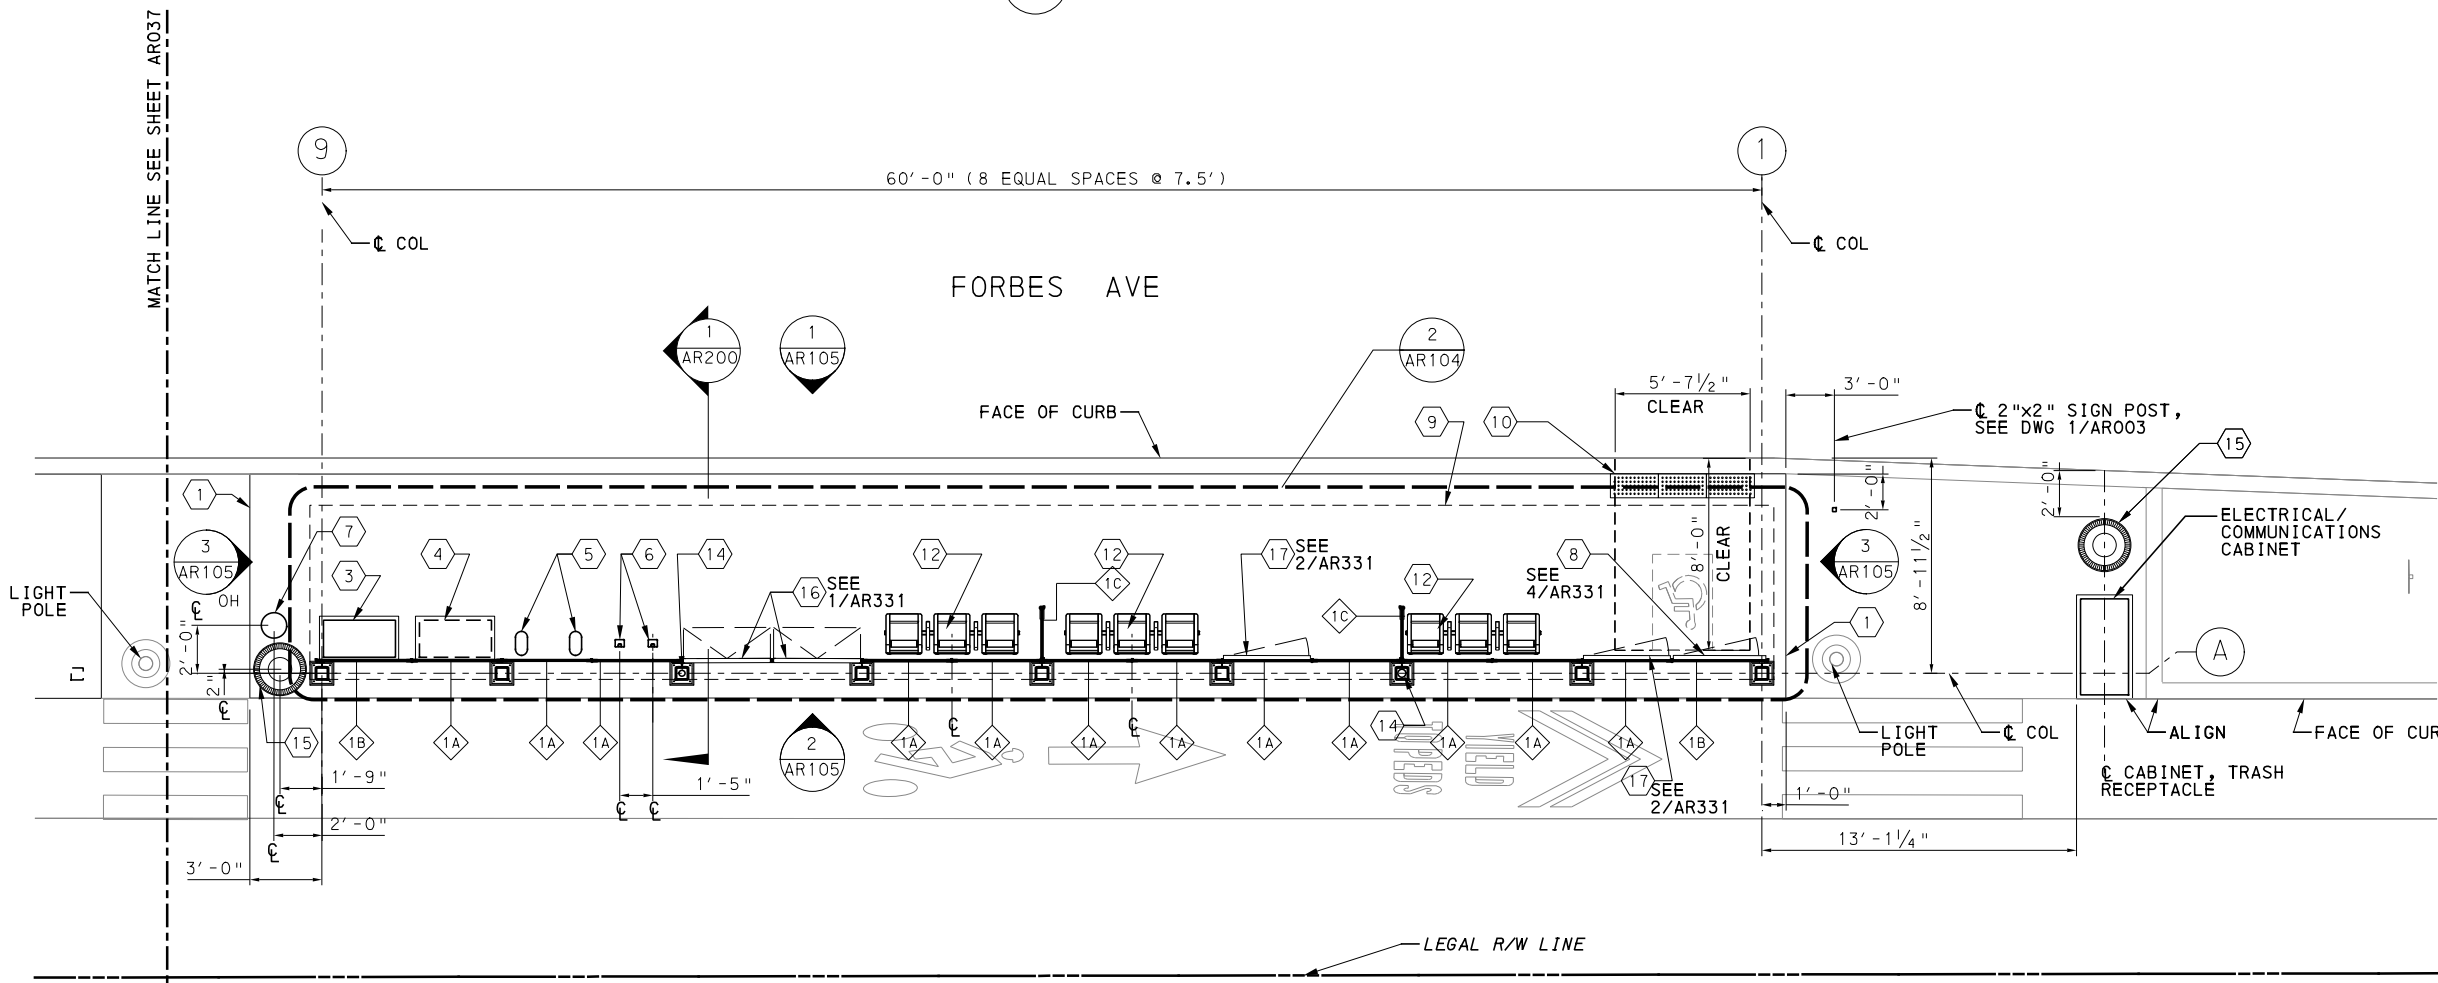 MATCH LINE SEE SHEET AR037
9
1
60'-0" (8 EQUAL SPACES @ 7.5')
℄ COL
℄ COL
FORBES AVE
1
AR200
1
AR105
2
AR104
5'-7½"
CLEAR
3'-0"
FACE OF CURB
9
10
℄ 2"x2" SIGN POST,
SEE DWG 1/AR003
15
1
2'-0"
2'-0"
ELECTRICAL/
COMMUNICATIONS
CABINET
3
AR105
7
4
5
6
14
12
12
17
SEE
2/AR331
8
8'-0"
CLEAR
3
AR105
8'-11½"
LIGHT
POLE
OH
℄
3
16
SEE
1/AR331
1C
12
SEE
4/AR331
1C
1
2'-0"
2"
℄
A
15
1B
1A
1A
1A
2
AR105
1A
℄
1A
1A
℄
1A
1A
1A
14
1A
1A
1A
1B
PEDS
YIELD
LIGHT
POLE
℄ COL
ALIGN
FACE OF CUR
1'-9"
℄
1'-5"
℄
℄
17
SEE
2/AR331
1'-0"
℄ CABINET, TRASH
RECEPTACLE
2'-0"
℄
13'-1¼"
3'-0"
LEGAL R/W LINE